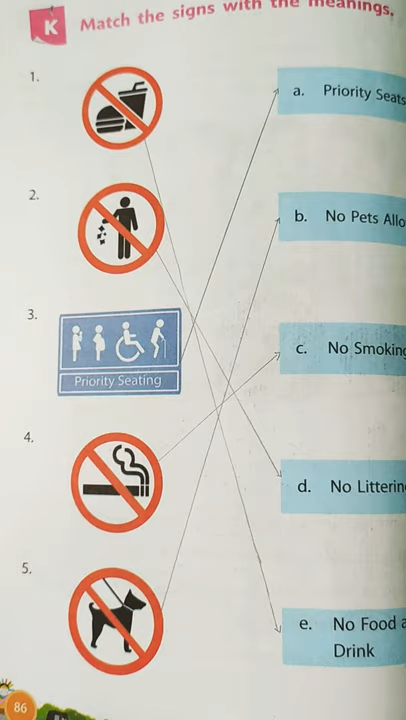 K Match the signs with the meanings.
1.
a. Priority Seats
2.
b. No Pets Allo
3.
Priority Seating
c. No Smoking
4.
d. No Litterin
5.
e. No Food a
Drink
86